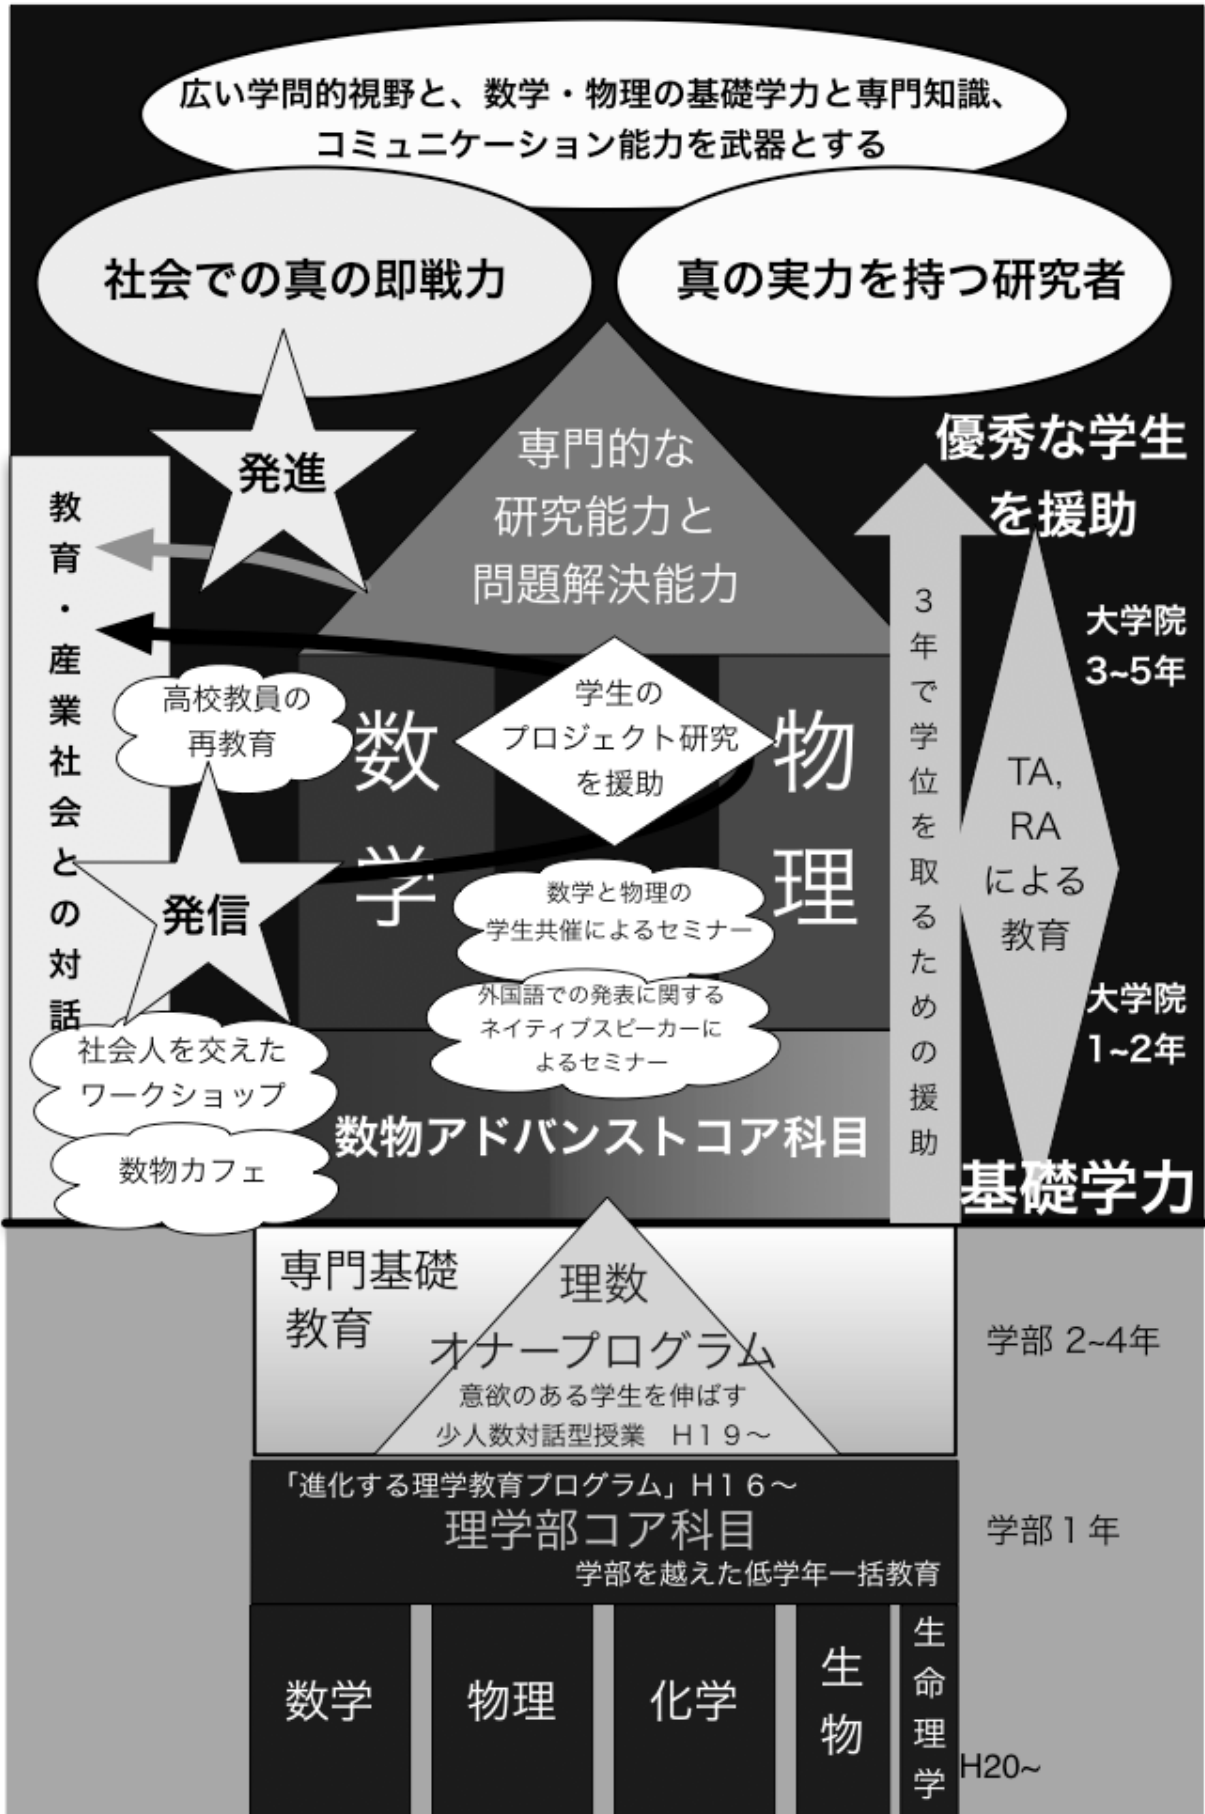 広い学問的視野と、数学・物理の基礎学力と専門知識、
コミュニケーション能力を武器とする
社会での真の即戦力
真の実力を持つ研究者
発進
専門的な
研究能力と
問題解決能力
優秀な学生
を援助
教育・産業社会との対話
高校教員の
再教育
数学
学生の
プロジェクト研究
を援助
物理
3年で学位を取るための援助
大学院
3~5年
TA,
RA
による
教育
発信
数学と物理の
学生共催によるセミナー
外国語での発表に関する
ネイティブスピーカーに
よるセミナー
大学院
1~2年
社会人を交えた
ワークショップ
数物カフェ
数物アドバンストコア科目
基礎学力
専門基礎
教育
理数
オナープログラム
意欲のある学生を伸ばす
少人数対話型授業 H19〜
学部 2~4年
「進化する理学教育プログラム」H16〜
理学部コア科目
学部を越えた低学年一括教育
学部1年
数学
物理
化学
生物
生命理学
H20~